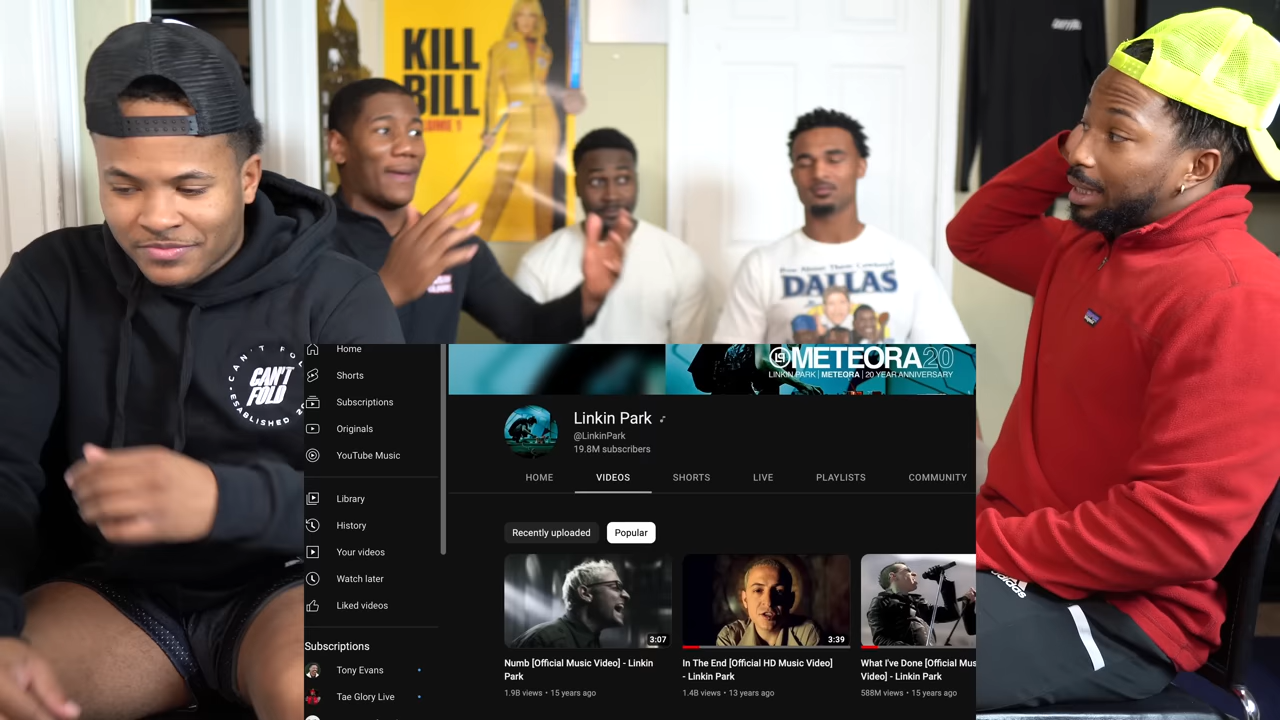 KILL
BILL
VOLUME 1
DALLAS
CAN'T
FOLD
adidas
Home
Shorts
Subscriptions
Originals
YouTube Music
Library
History
Your videos
Watch later
Liked videos
Subscriptions
Tony Evans
Tae Glory Live
METEORA20
LINKIN PARK | METEORA | 20 YEAR ANNIVERSARY
Linkin Park
@LinkinPark
19.8M subscribers
HOME VIDEOS SHORTS LIVE PLAYLISTS COMMUNITY
Recently uploaded Popular
3:07
3:39
Numb [Official Music Video] - Linkin
Park
1.9B views • 15 years ago
In The End [Official HD Music Video]
- Linkin Park
1.4B views • 13 years ago
What I've Done [Official Mus
Video] - Linkin Park
588M views • 15 years ago